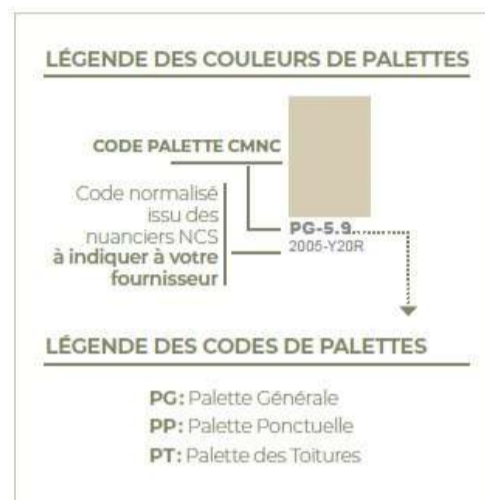 LÉGENDE DES COULEURS DE PALETTES
CODE PALETTE CMNC
Code normalisé
issu des
nuanciers NCS
à indiquer à votre
fournisseur
PG-5.9
2005-Y20R
LÉGENDE DES CODES DE PALETTES
PG: Palette Générale
PP: Palette Ponctuelle
PT: Palette des Toitures